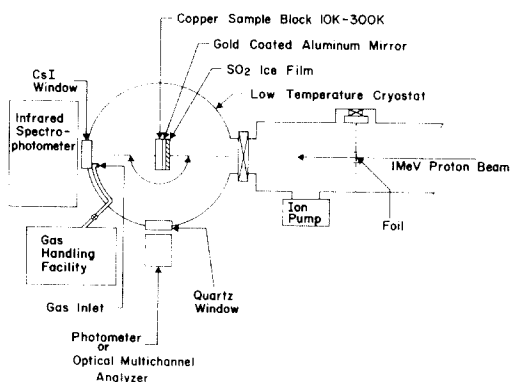 Copper Sample Block 10K-300K
Gold Coated Aluminum Mirror
SO2 Ice Film
Low Temperature Cryostat
CsI
Window
Infrared
Spectro-
photometer
1MeV Proton Beam
Ion
Pump
Foil
Gas
Handling
Facility
Gas Inlet
Quartz
Window
Photometer
or
Optical Multichannel
Analyzer